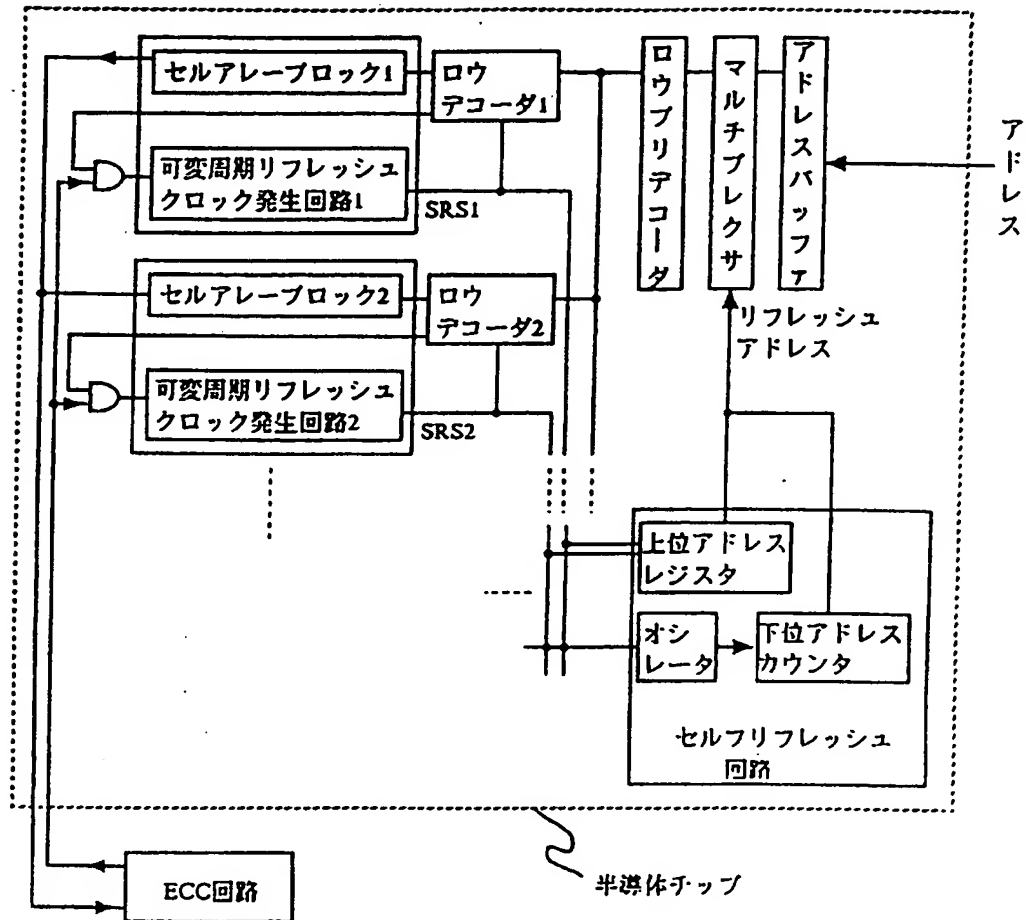 セルアレーブロック1
ロウ
デコーダ1
ロウプリデコーダ
マルチプレクサ
アドレスバッファ
アドレス
可変周期リフレッシュ
クロック発生回路1
SRS1
セルアレーブロック2
ロウ
デコーダ2
リフレッシュ
アドレス
可変周期リフレッシュ
クロック発生回路2
SRS2
上位アドレス
レジスタ
オシ
レータ
下位アドレス
カウンタ
セルフリフレッシュ
回路
ECC回路
半導体チップ